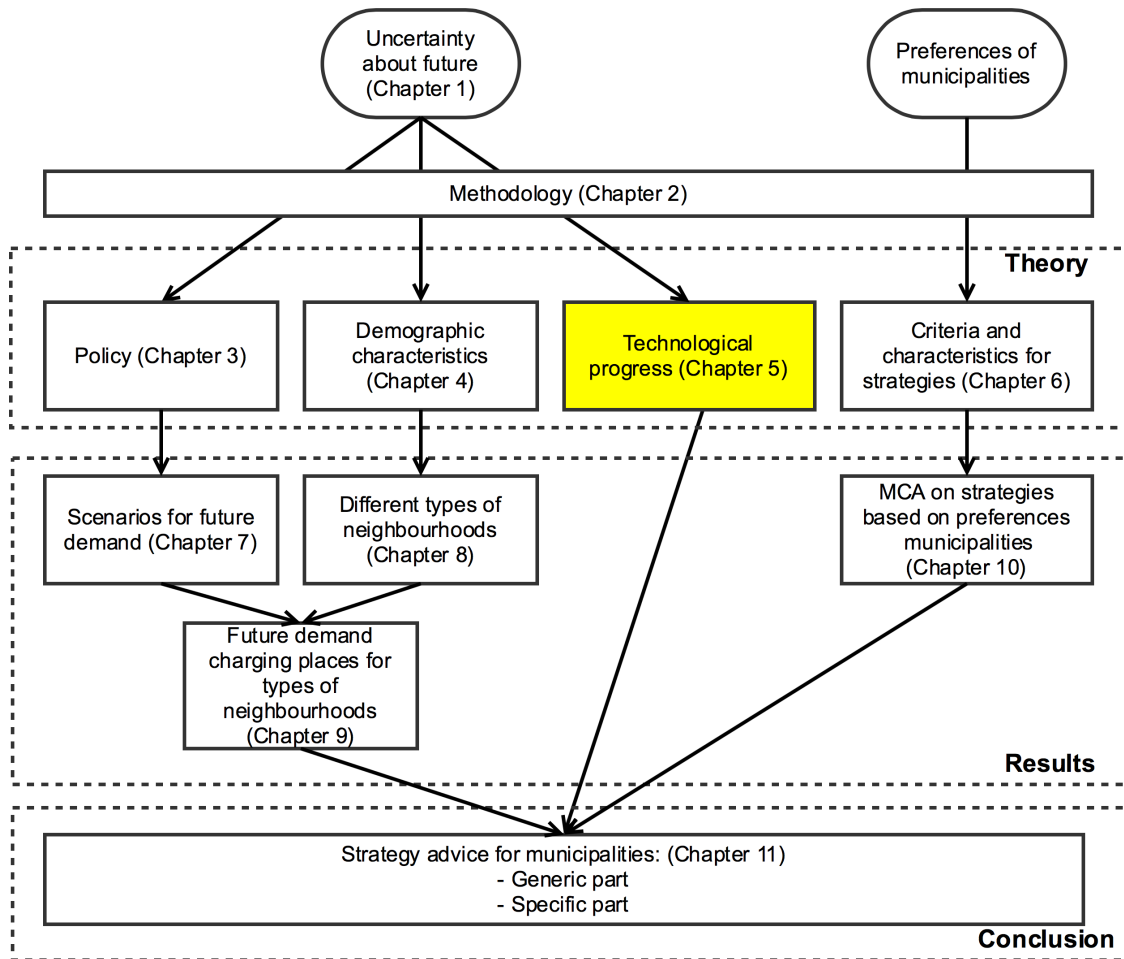 Uncertainty
about future
(Chapter 1)
Preferences of
municipalities
Methodology (Chapter 2)
Theory
Policy (Chapter 3)
Demographic
characteristics
(Chapter 4)
Technological
progress (Chapter 5)
Criteria and
characteristics for
strategies (Chapter 6)
Scenarios for future
demand (Chapter 7)
Different types of
neighbourhoods
(Chapter 8)
MCA on strategies
based on preferences
municipalities
(Chapter 10)
Future demand
charging places for
types of
neighbourhoods
(Chapter 9)
Results
Strategy advice for municipalities: (Chapter 11)
- Generic part
- Specific part
Conclusion